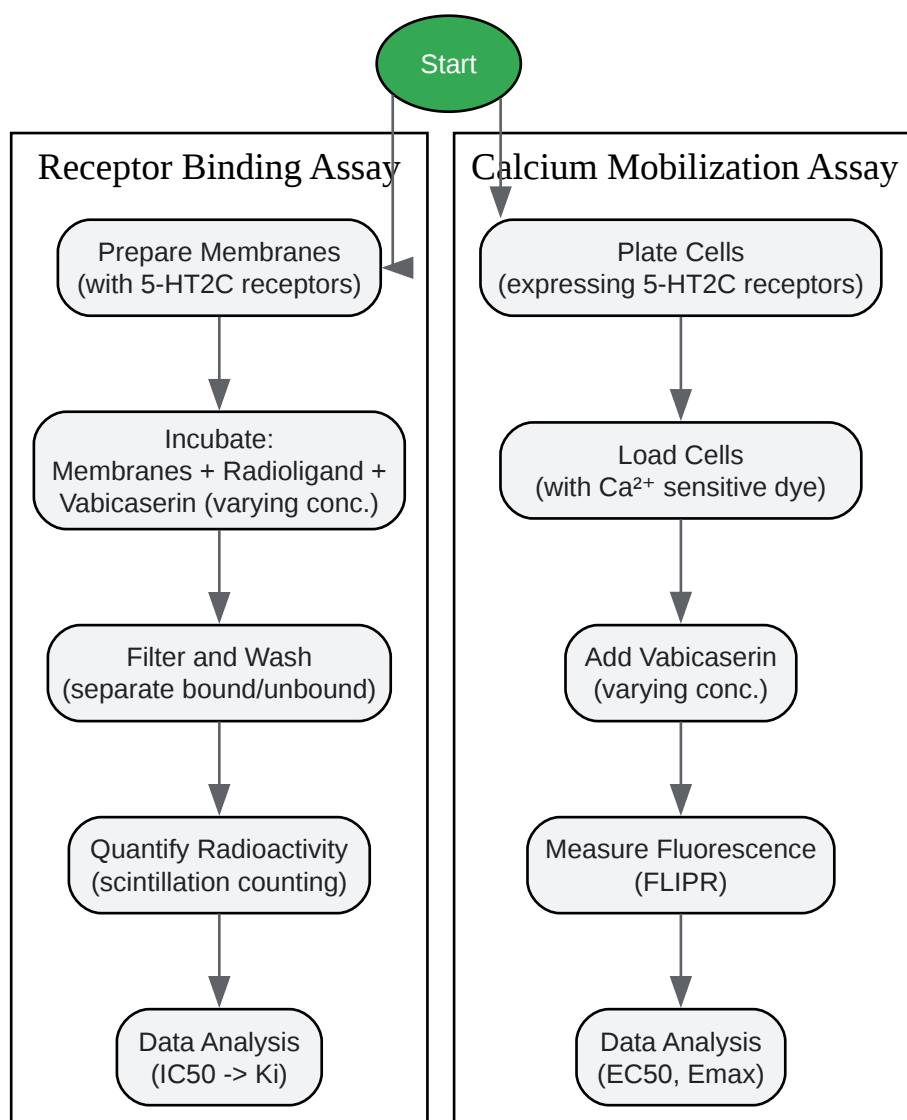 Start
Receptor Binding Assay
Prepare Membranes
(with 5-HT2C receptors)
Incubate:
Membranes + Radioligand +
Vabicaserin (varying conc.)
Filter and Wash
(separate bound/unbound)
Quantify Radioactivity
(scintillation counting)
Data Analysis
(IC50 -> Ki)
Calcium Mobilization Assay
Plate Cells
(expressing 5-HT2C receptors)
Load Cells
(with Ca²⁺ sensitive dye)
Add Vabicaserin
(varying conc.)
Measure Fluorescence
(FLIPR)
Data Analysis
(EC50, Emax)